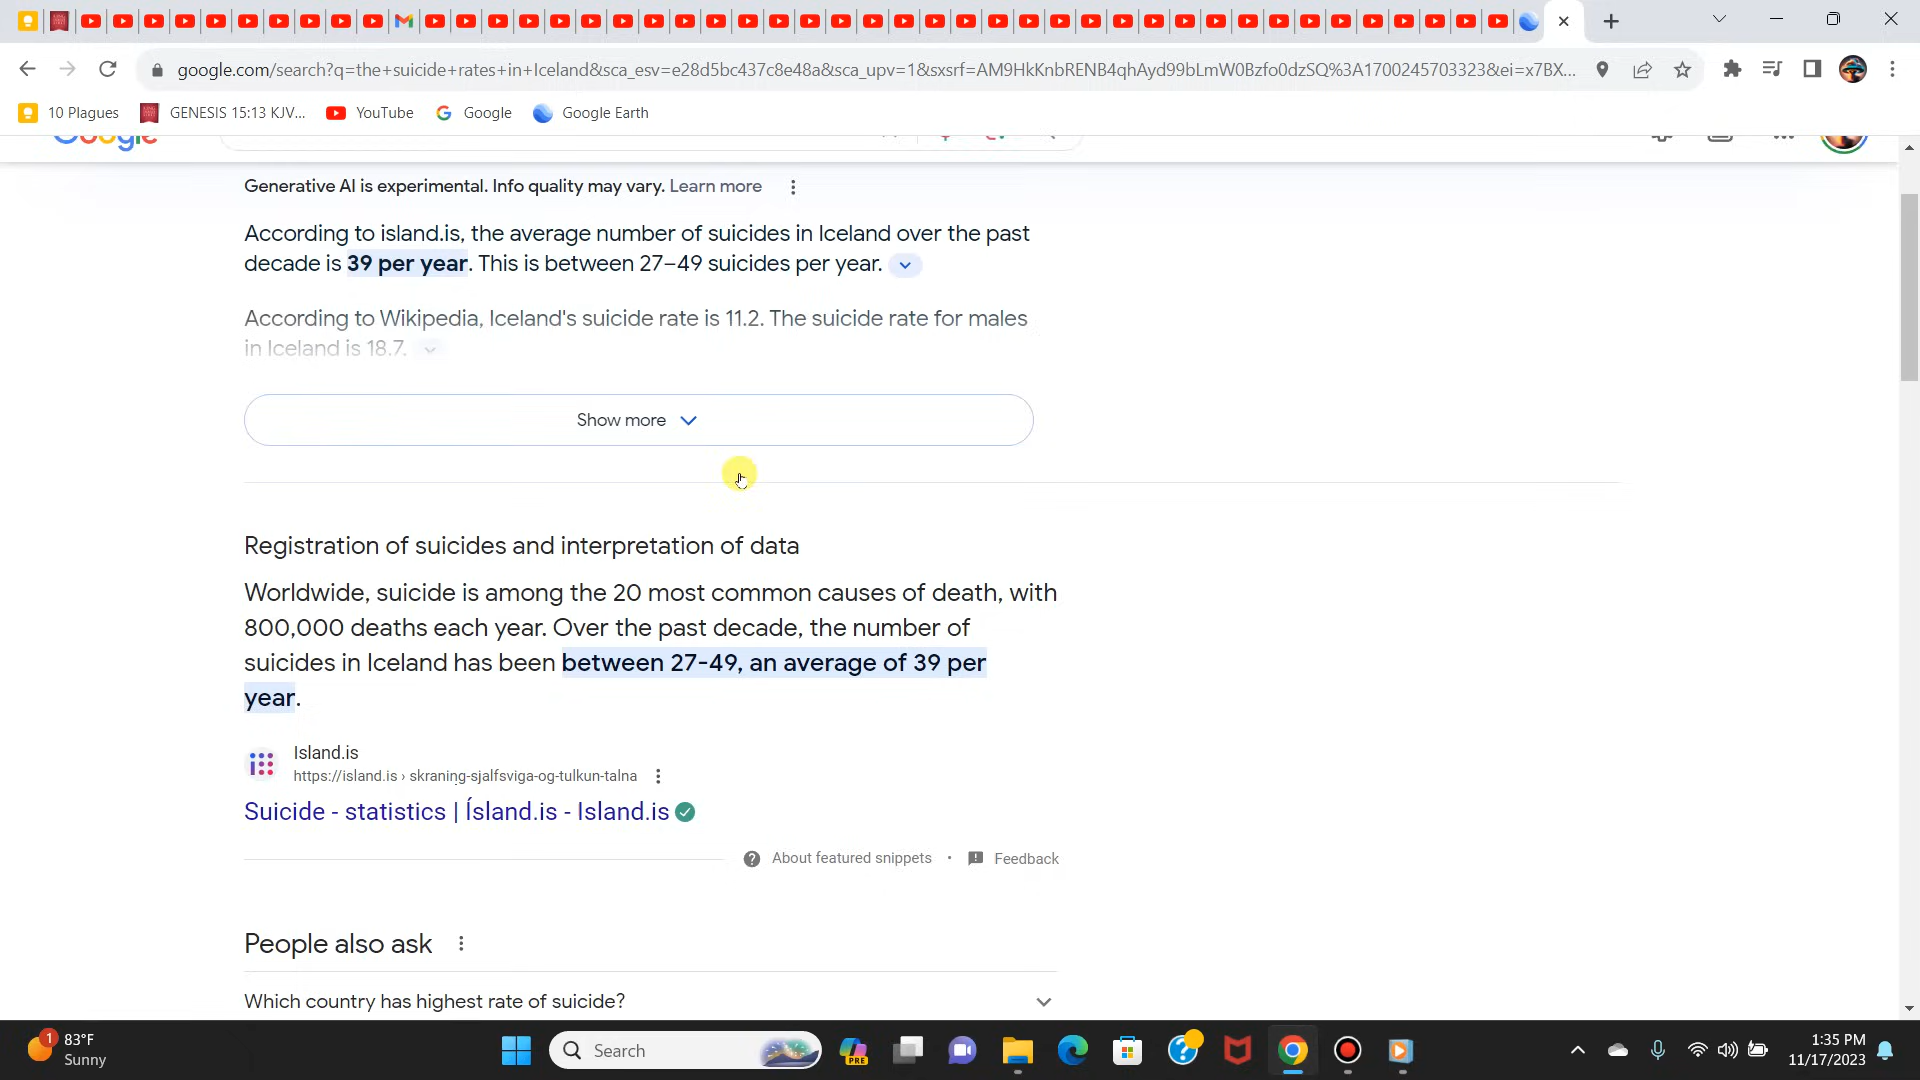 google.com/search?q=the+suicide+rates+in+Iceland&sca_esv=e28d5bc437c8e48a&sca_upv=1&sxsrf=AM9HkKnbRENB4qhAyd99bLmW0Bzfo0dzSQ%3A1700245703323&ei=x7BX...
10 Plagues GENESIS 15:13 KJV... YouTube Google Google Earth
Google
Generative AI is experimental. Info quality may vary. Learn more
According to island.is, the average number of suicides in Iceland over the past
decade is 39 per year. This is between 27–49 suicides per year.
According to Wikipedia, Iceland's suicide rate is 11.2. The suicide rate for males
in Iceland is 18.7.
Show more
Registration of suicides and interpretation of data
Worldwide, suicide is among the 20 most common causes of death, with
800,000 deaths each year. Over the past decade, the number of
suicides in Iceland has been between 27-49, an average of 39 per
year.
Island.is
https://island.is › skraning-sjalfsviga-og-tulkun-talna
Suicide - statistics | Ísland.is - Island.is
About featured snippets • Feedback
People also ask
Which country has highest rate of suicide?
1 83°F
Sunny
Search
PRE
1:35 PM
11/17/2023